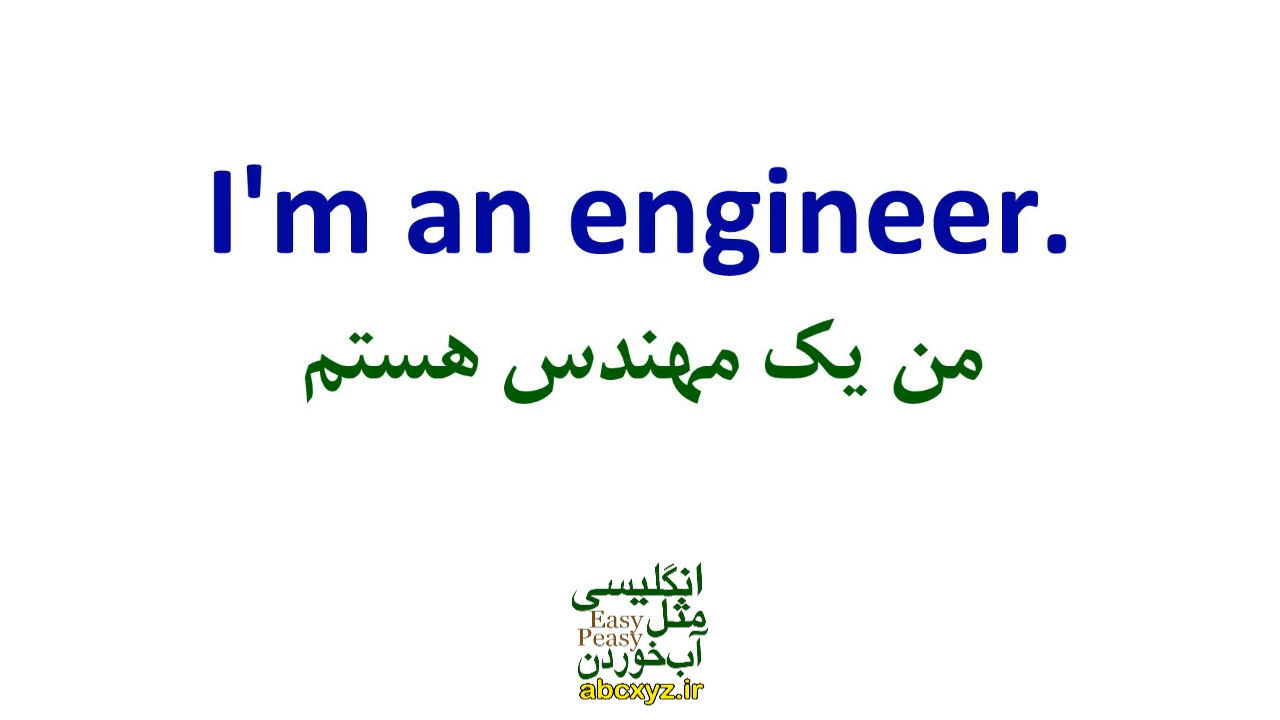 I'm an engineer.
من یک مهندس هستم
انگلیسی
مثل
Easy
Peasy
آب‌خوردن
abcxyz.ir